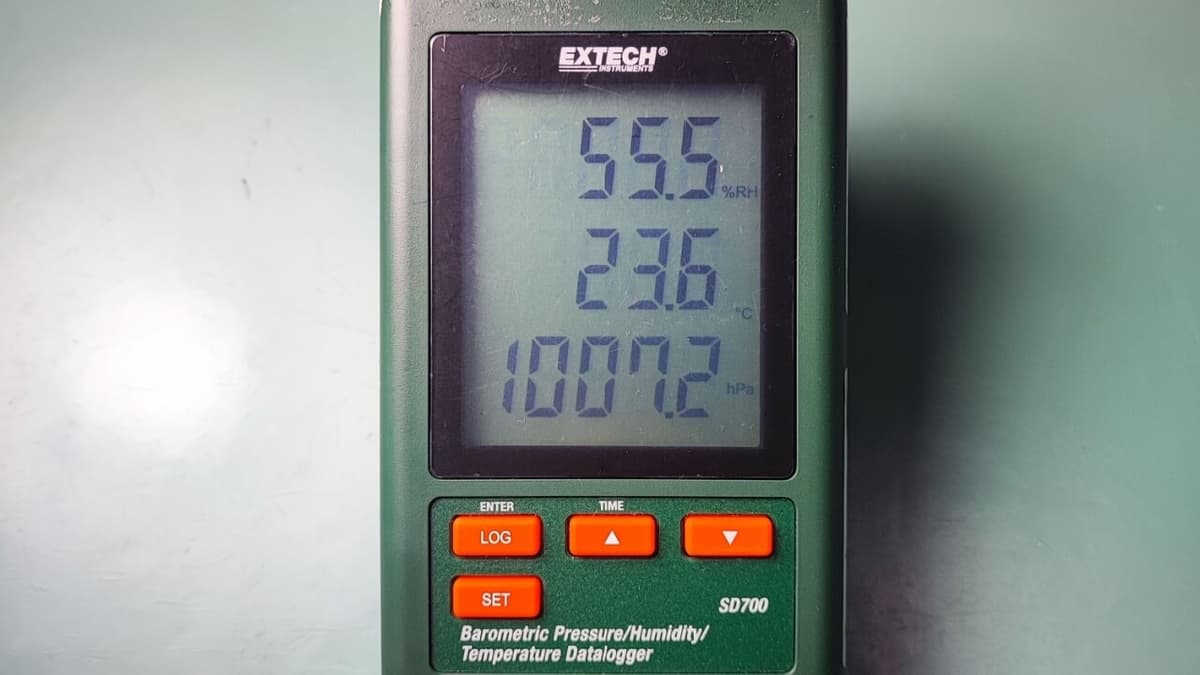 EXTECH®
INSTRUMENTS
55.5 %RH
23.6 °C
1007.2 hPa
ENTER TIME
LOG ▲ ▼
SET
SD700
Barometric Pressure/Humidity/
Temperature Datalogger